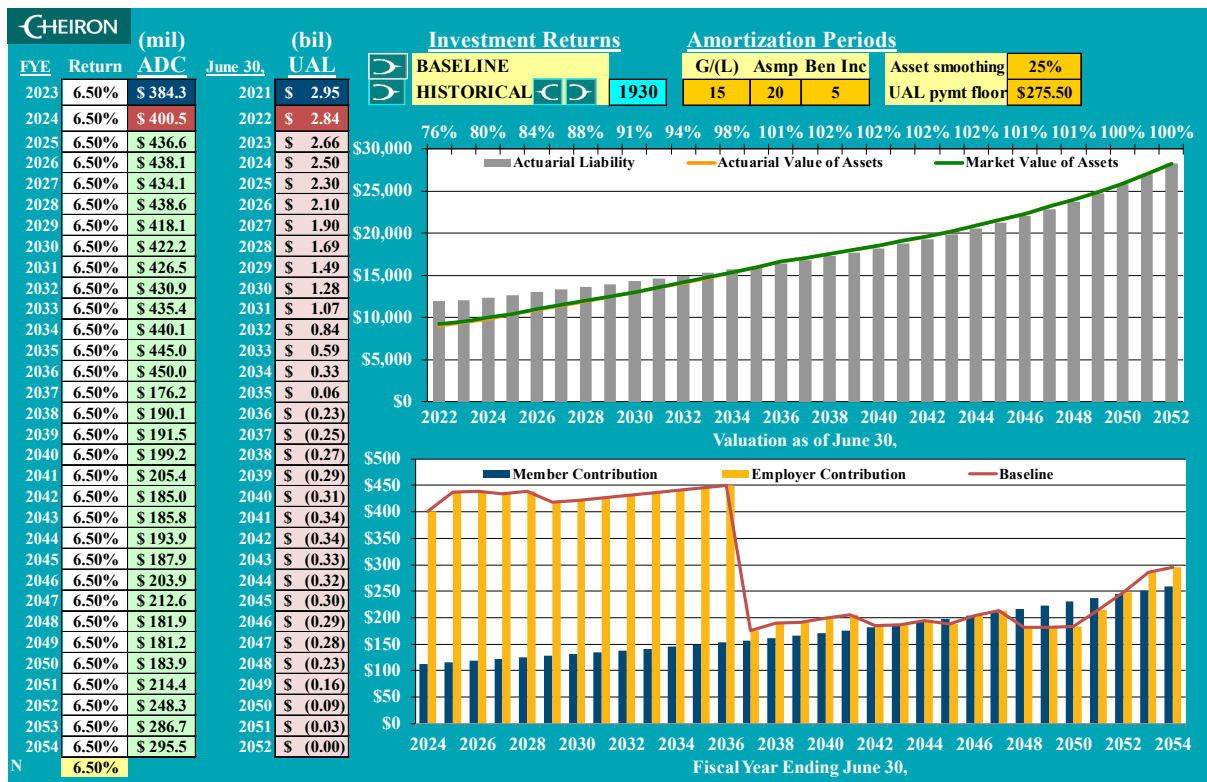 CHEIRON
(mil) (bil) Investment Returns Amortization Periods
FYE Return ADC June 30, UAL BASELINE G/(L) Asmp Ben Inc Asset smoothing 25%
HISTORICAL 1930 15 20 5 UAL pymt floor $275.50
2023 6.50% $ 384.3 2021 $ 2.95
2024 6.50% $ 400.5 2022 $ 2.84
2025 6.50% $ 436.6 2023 $ 2.66
2026 6.50% $ 438.1 2024 $ 2.50
2027 6.50% $ 434.1 2025 $ 2.30
2028 6.50% $ 438.6 2026 $ 2.10
2029 6.50% $ 418.1 2027 $ 1.90
2030 6.50% $ 422.2 2028 $ 1.69
2031 6.50% $ 426.5 2029 $ 1.49
2032 6.50% $ 430.9 2030 $ 1.28
2033 6.50% $ 435.4 2031 $ 1.07
2034 6.50% $ 440.1 2032 $ 0.84
2035 6.50% $ 445.0 2033 $ 0.59
2036 6.50% $ 450.0 2034 $ 0.33
2037 6.50% $ 176.2 2035 $ 0.06
2038 6.50% $ 190.1 2036 $ (0.23)
2039 6.50% $ 191.5 2037 $ (0.25)
2040 6.50% $ 199.2 2038 $ (0.27)
2041 6.50% $ 205.4 2039 $ (0.29)
2042 6.50% $ 185.0 2040 $ (0.31)
2043 6.50% $ 185.8 2041 $ (0.34)
2044 6.50% $ 193.9 2042 $ (0.34)
2045 6.50% $ 187.9 2043 $ (0.33)
2046 6.50% $ 203.9 2044 $ (0.32)
2047 6.50% $ 212.6 2045 $ (0.30)
2048 6.50% $ 181.9 2046 $ (0.29)
2049 6.50% $ 181.2 2047 $ (0.28)
2050 6.50% $ 183.9 2048 $ (0.23)
2051 6.50% $ 214.4 2049 $ (0.16)
2052 6.50% $ 248.3 2050 $ (0.09)
2053 6.50% $ 286.7 2051 $ (0.03)
2054 6.50% $ 295.5 2052 $ (0.00)
N 6.50%
76% 80% 84% 88% 91% 94% 98% 101% 102% 102% 102% 102% 101% 101% 100% 100%
Actuarial Liability Actuarial Value of Assets Market Value of Assets
$30,000
$25,000
$20,000
$15,000
$10,000
$5,000
$0
2022 2024 2026 2028 2030 2032 2034 2036 2038 2040 2042 2044 2046 2048 2050 2052
Valuation as of June 30,
Member Contribution Employer Contribution Baseline
$500
$450
$400
$350
$300
$250
$200
$150
$100
$50
$0
2024 2026 2028 2030 2032 2034 2036 2038 2040 2042 2044 2046 2048 2050 2052 2054
Fiscal Year Ending June 30,